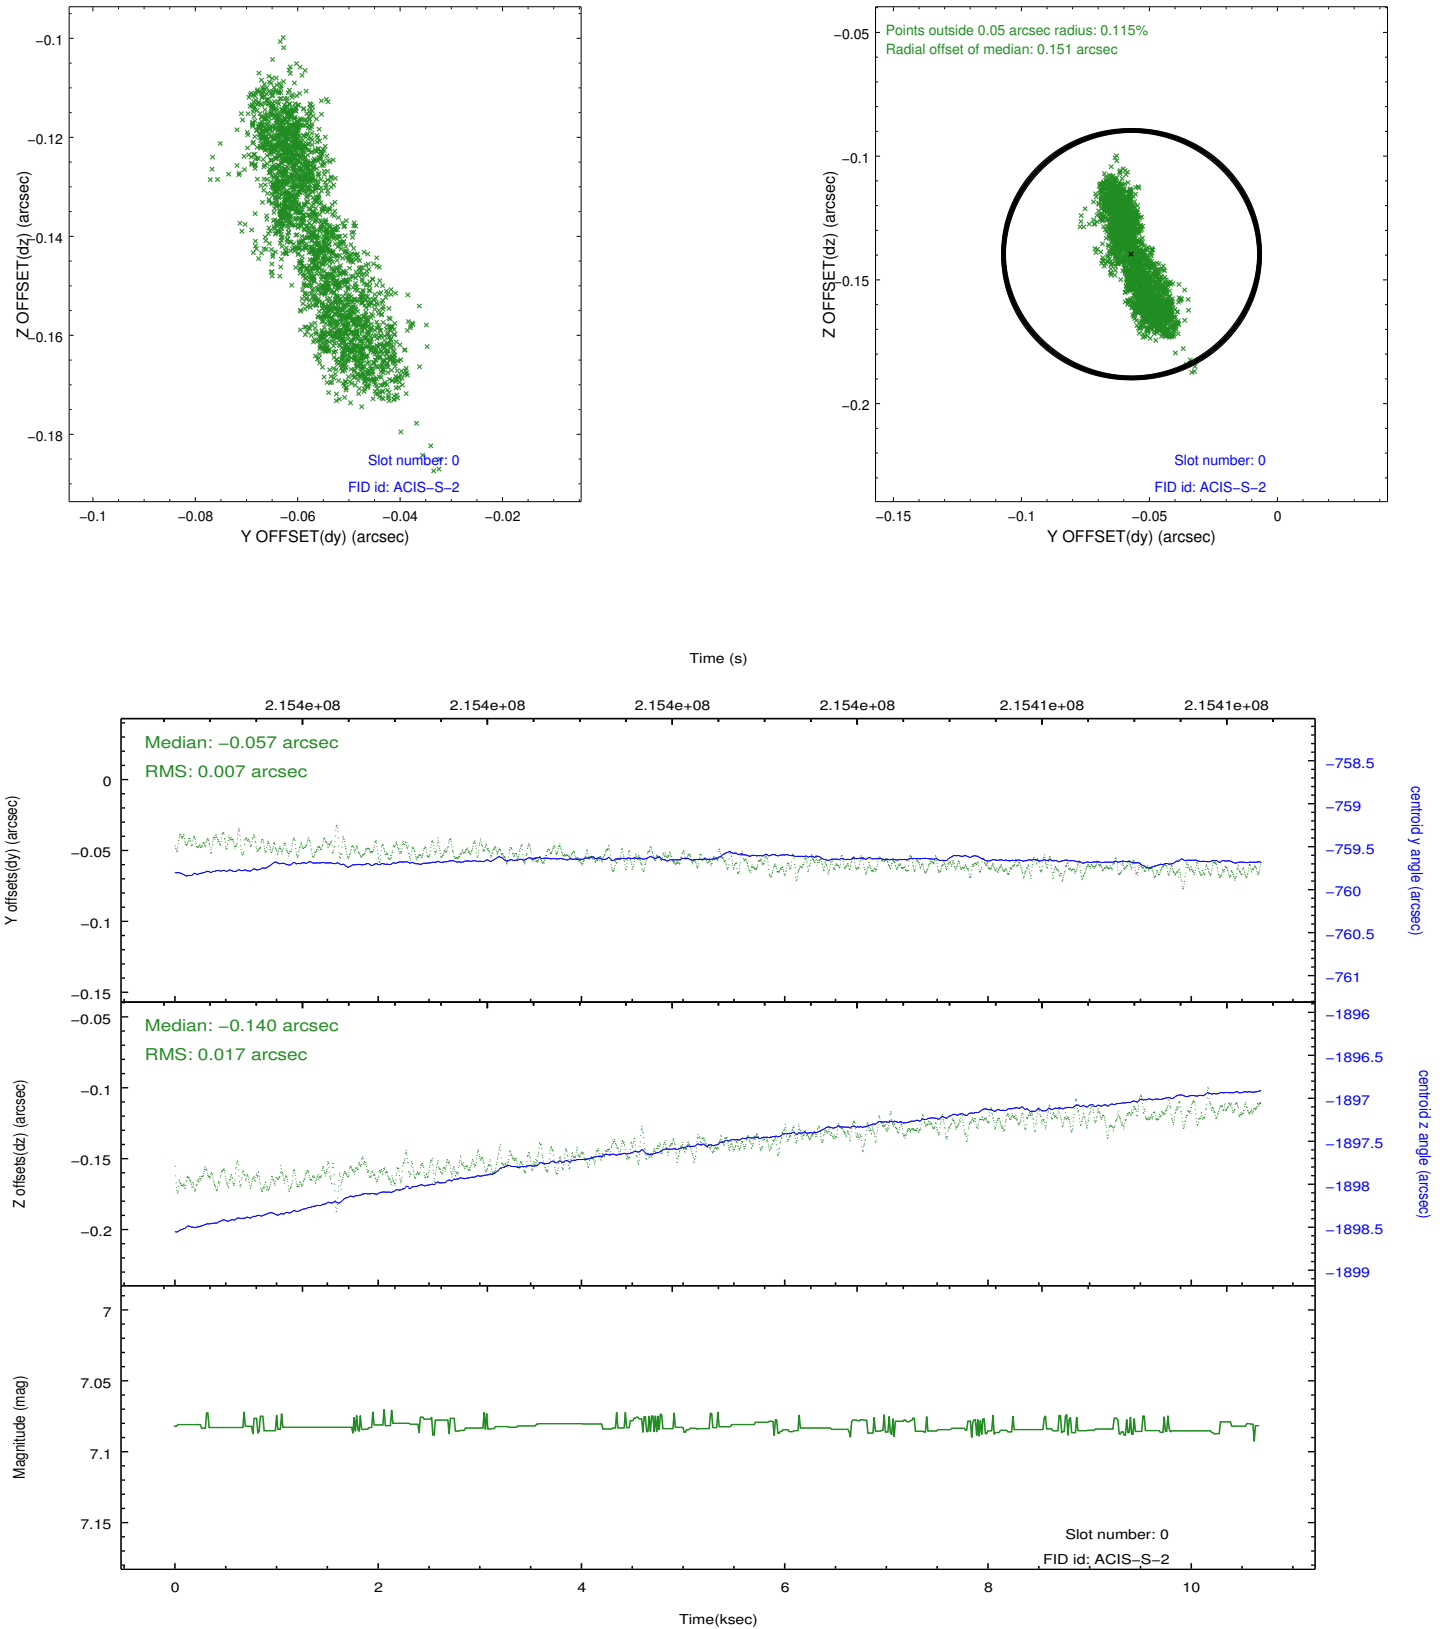 −0.1
−0.12
−0.14
−0.16
−0.18
Z OFFSET(dz) (arcsec)
Slot number: 0
FID id: ACIS−S−2
−0.1
−0.08
−0.06
−0.04
−0.02
Y OFFSET(dy) (arcsec)
Points outside 0.05 arcsec radius: 0.115%
Radial offset of median: 0.151 arcsec
−0.05
−0.1
−0.15
−0.2
Z OFFSET(dz) (arcsec)
Slot number: 0
FID id: ACIS−S−2
−0.15
−0.1
−0.05
0
Y OFFSET(dy) (arcsec)
Time (s)
2.154e+08
2.154e+08
2.154e+08
2.154e+08
2.1541e+08
2.1541e+08
Median: −0.057 arcsec
RMS: 0.007 arcsec
0
−0.05
−0.1
−0.15
Y offsets(dy) (arcsec)
−758.5
−759
−759.5
−760
−760.5
−761
centroid y angle (arcsec)
Median: −0.140 arcsec
RMS: 0.017 arcsec
−0.05
−0.1
−0.15
−0.2
Z offsets(dz) (arcsec)
−1896
−1896.5
−1897
−1897.5
−1898
−1898.5
−1899
centroid z angle (arcsec)
7
7.05
7.1
7.15
Magnitude (mag)
Slot number: 0
FID id: ACIS−S−2
0
2
4
6
8
10
Time(ksec)